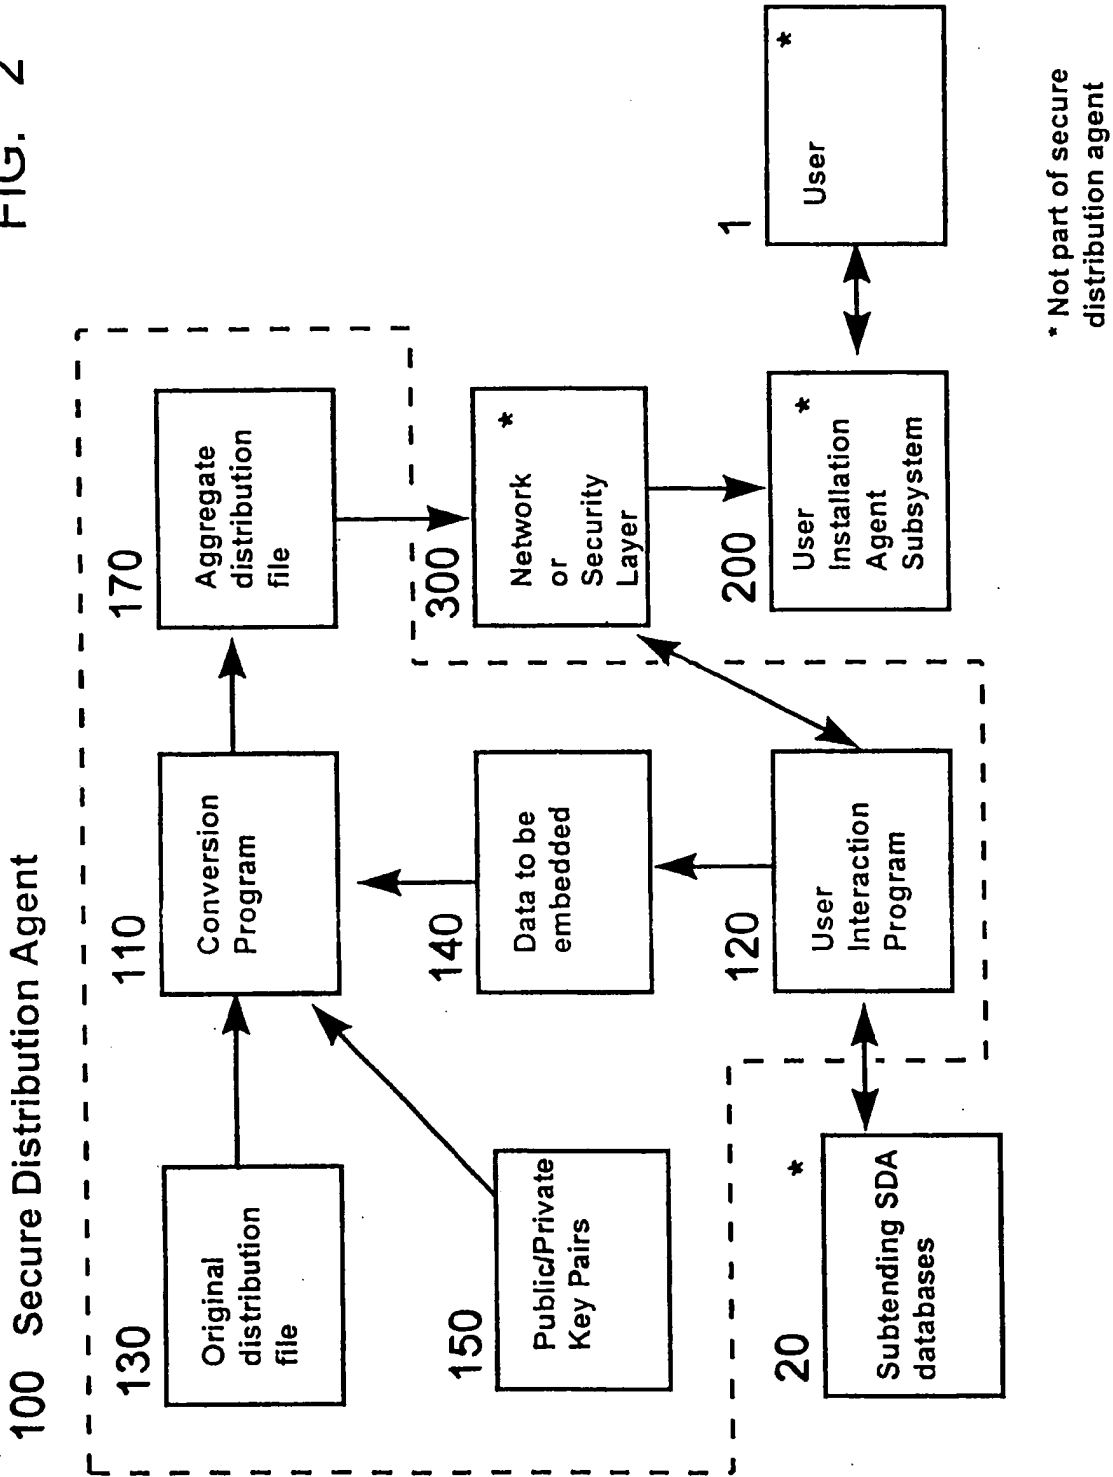 FIG. 2
100 Secure Distribution Agent
130
Original
distribution
file
110
Conversion
Program
170
Aggregate
distribution
file
150
Public/Private
Key Pairs
140
Data to be
embedded
300
Network *
or
Security
Layer
20 *
Subtending SDA
databases
120
User
Interaction
Program
200
User *
Installation
Agent
Subsystem
1
User *
* Not part of secure
distribution agent